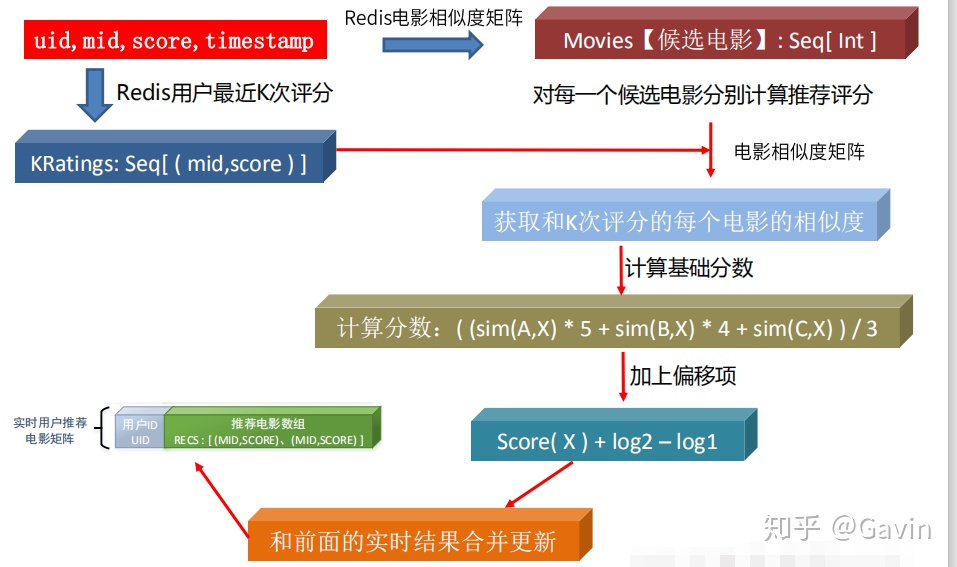 uid,mid,score,timestamp
Redis电影相似度矩阵
Movies【候选电影】: Seq[ Int ]
Redis用户最近K次评分
对每一个候选电影分别计算推荐评分
KRatings: Seq[ ( mid,score ) ]
电影相似度矩阵
获取和K次评分的每个电影的相似度
计算基础分数
计算分数：( (sim(A,X) * 5 + sim(B,X) * 4 + sim(C,X) ) / 3
加上偏移项
实时用户推荐
电影矩阵
用户ID
UID
推荐电影数组
RECS : [ (MID,SCORE)、(MID,SCORE) ]
Score( X ) + log2 – log1
和前面的实时结果合并更新
知乎 @Gavin